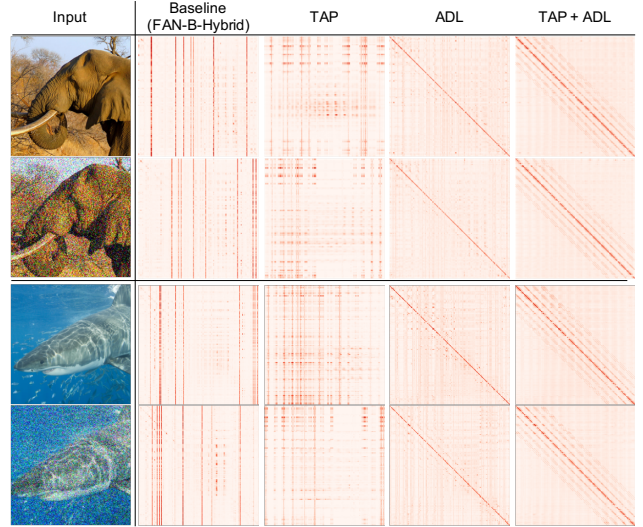 Input
Baseline
(FAN-B-Hybrid)
TAP
ADL
TAP + ADL